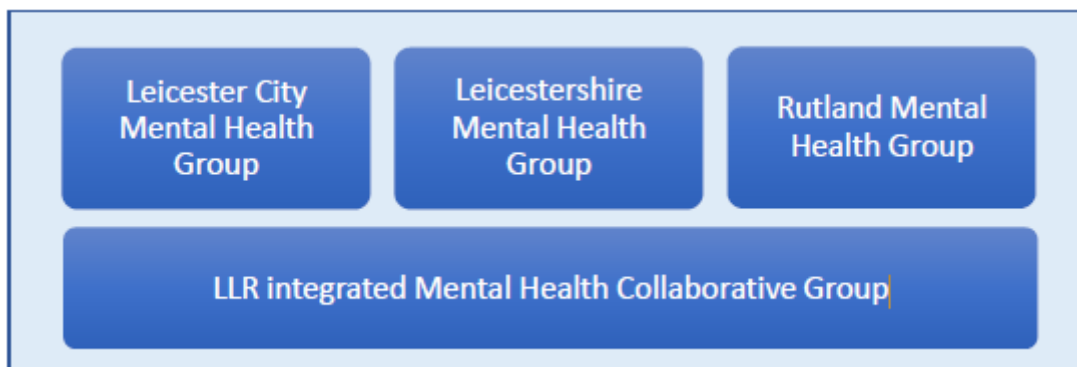 Leicester City
Mental Health
Group
Leicestershire
Mental Health
Group
Rutland Mental
Health Group
LLR integrated Mental Health Collaborative Group